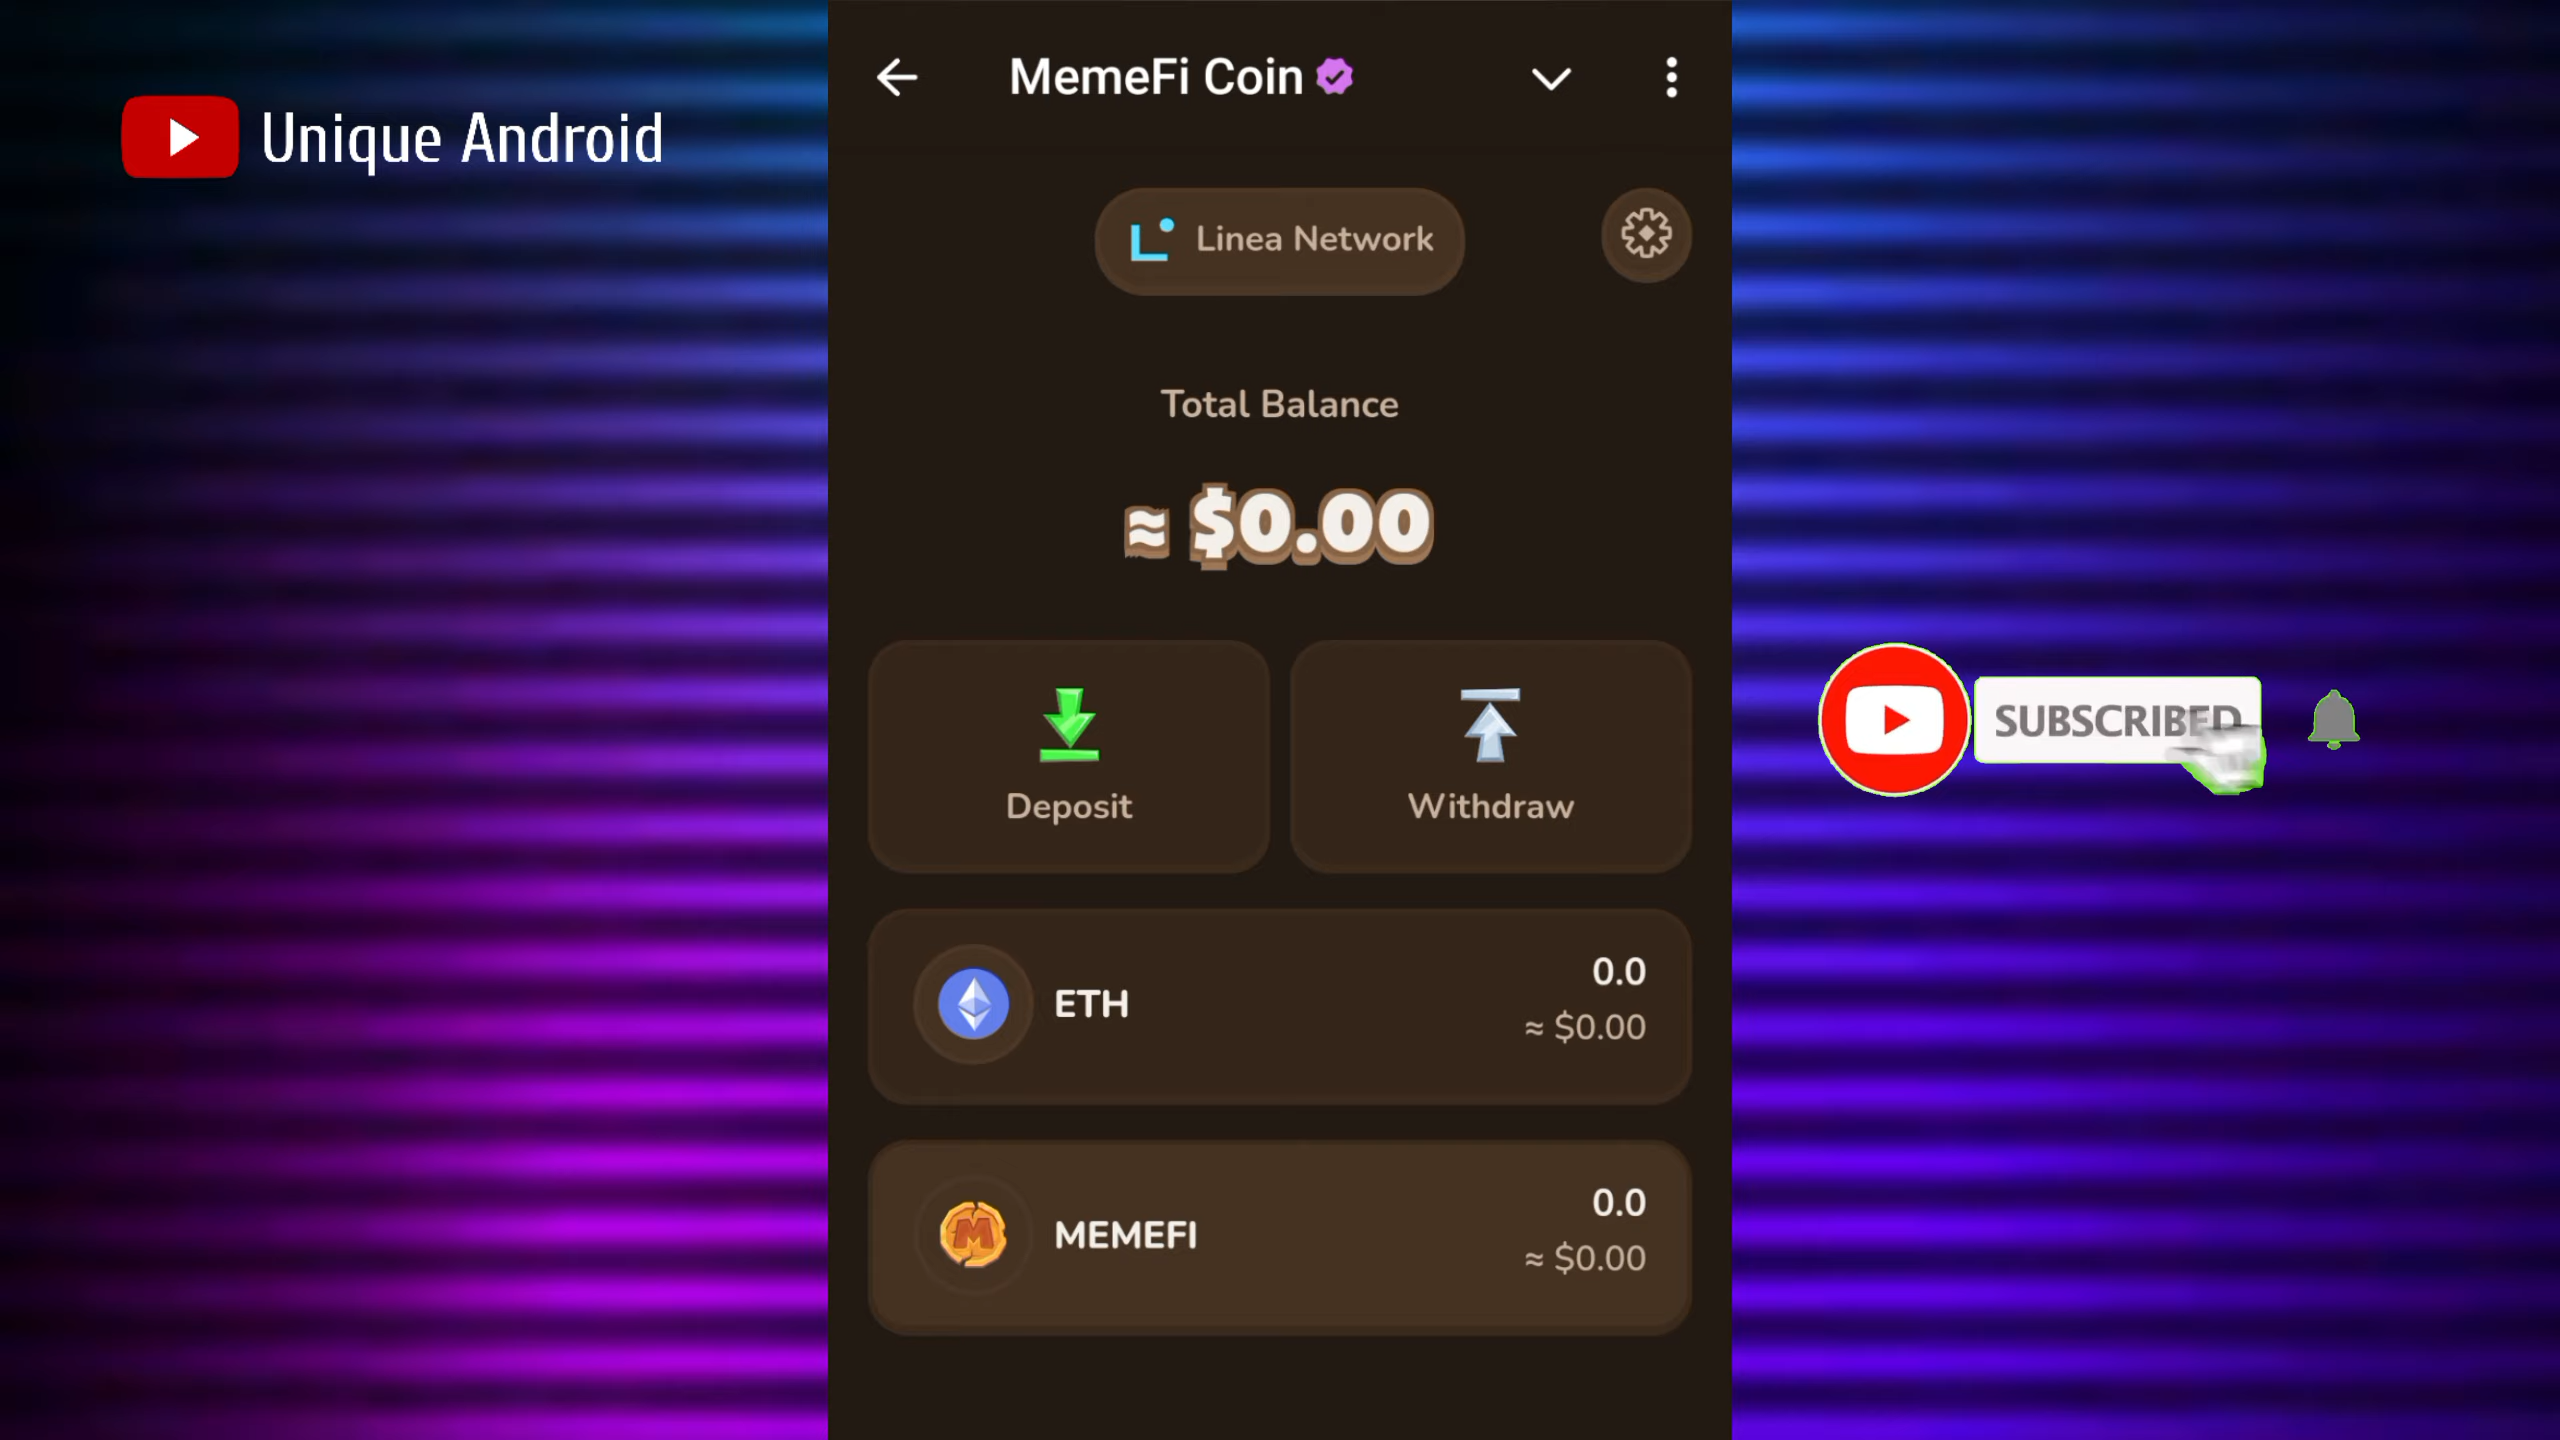 Unique Android
MemeFi Coin
Linea Network
Total Balance
≈ $0.00
Deposit
Withdraw
SUBSCRIBED
ETH
0.0
≈ $0.00
MEMEFI
0.0
≈ $0.00